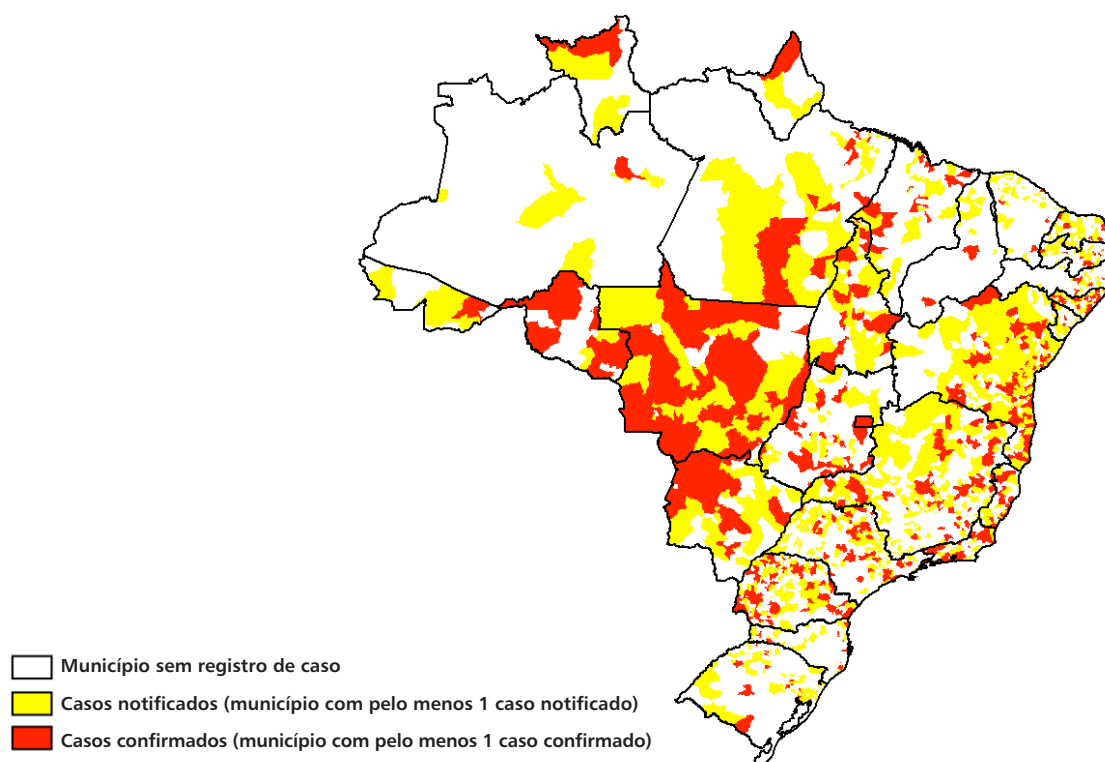 Município sem registro de caso
Casos notificados (município com pelo menos 1 caso notificado)
Casos confirmados (município com pelo menos 1 caso confirmado)